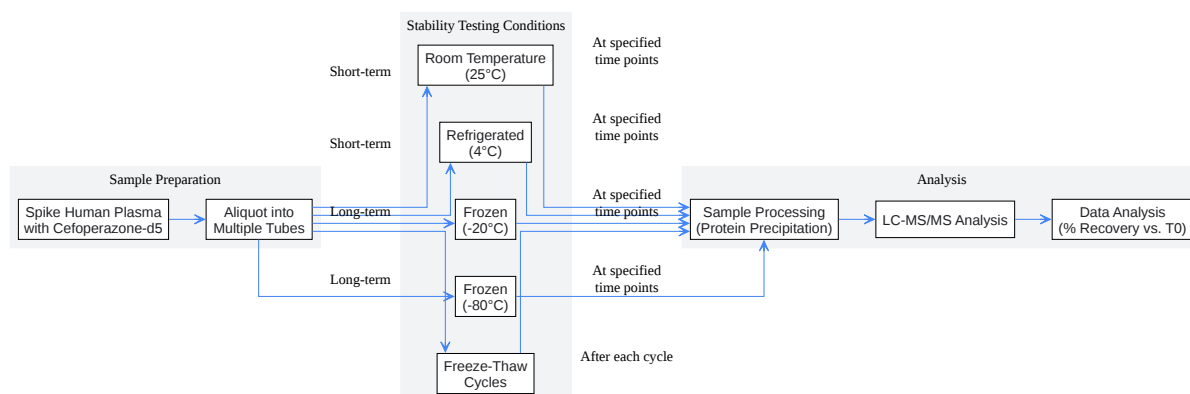 Stability Testing Conditions
At specified
time points
Room Temperature
(25°C)
Short-term
At specified
time points
Refrigerated
(4°C)
Short-term
Sample Preparation
Analysis
At specified
time points
Spike Human Plasma
with Cefoperazone-d5
Aliquot into
Multiple Tubes
Long-term
Frozen
(-20°C)
Sample Processing
(Protein Precipitation)
LC-MS/MS Analysis
Data Analysis
(% Recovery vs. T0)
Long-term
Frozen
(-80°C)
At specified
time points
Freeze-Thaw
Cycles
After each cycle